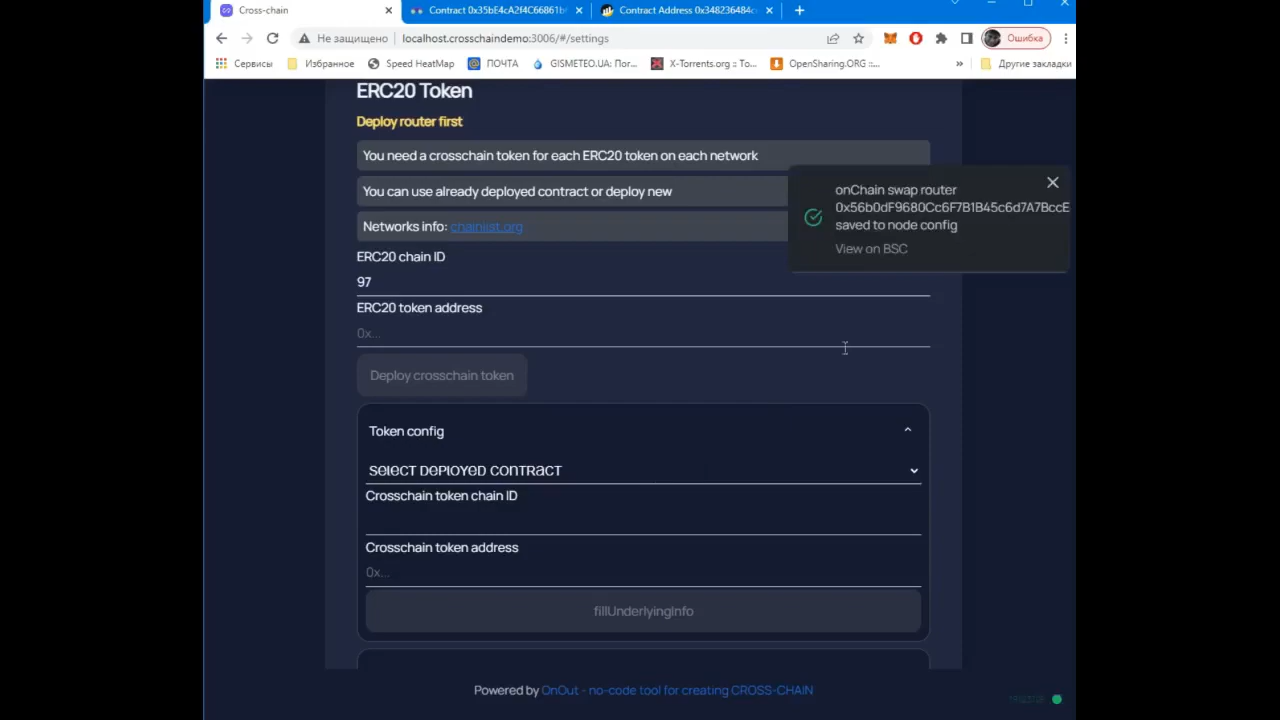 Cross-chain
Contract 0x35bE4cA2f4C66861b
Contract Address 0x348236484c
Не защищено
localhost.crosschaindemo:3006/#/settings
Ошибка
Сервисы
Избранное
Speed HeatMap
ПОЧТА
GISMETEO.UA: Пог...
X-Torrents.org :: То...
OpenSharing.ORG ::...
»
Другие закладки
ERC20 Token
Deploy router first
You need a crosschain token for each ERC20 token on each network
You can use already deployed contract or deploy new
Networks info: chainlist.org
onChain swap router
0x56b0dF9680Cc6F7B1B45c6d7A7BccE
saved to node config
View on BSC
ERC20 chain ID
97
ERC20 token address
0x...
Deploy crosschain token
Token config
Select deployed contract
Crosschain token chain ID
Crosschain token address
0x...
fillUnderlyingInfo
Powered by OnOut - no-code tool for creating CROSS-CHAIN